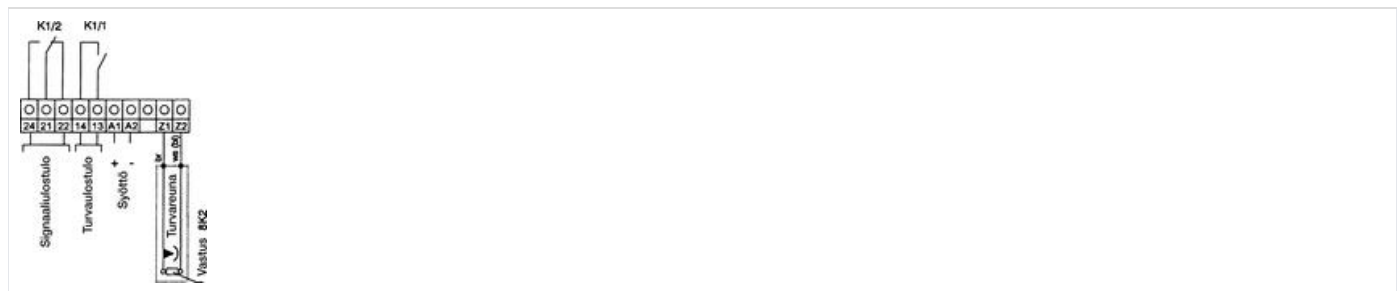 K1/2 K1/1
24 21 22 14 13 A1 A2 Z1 Z2
Signaaliulostulo
Turvaulostulo
+ -
Syöttö
br
ws (bl)
Turvareuna
Vastus 8K2